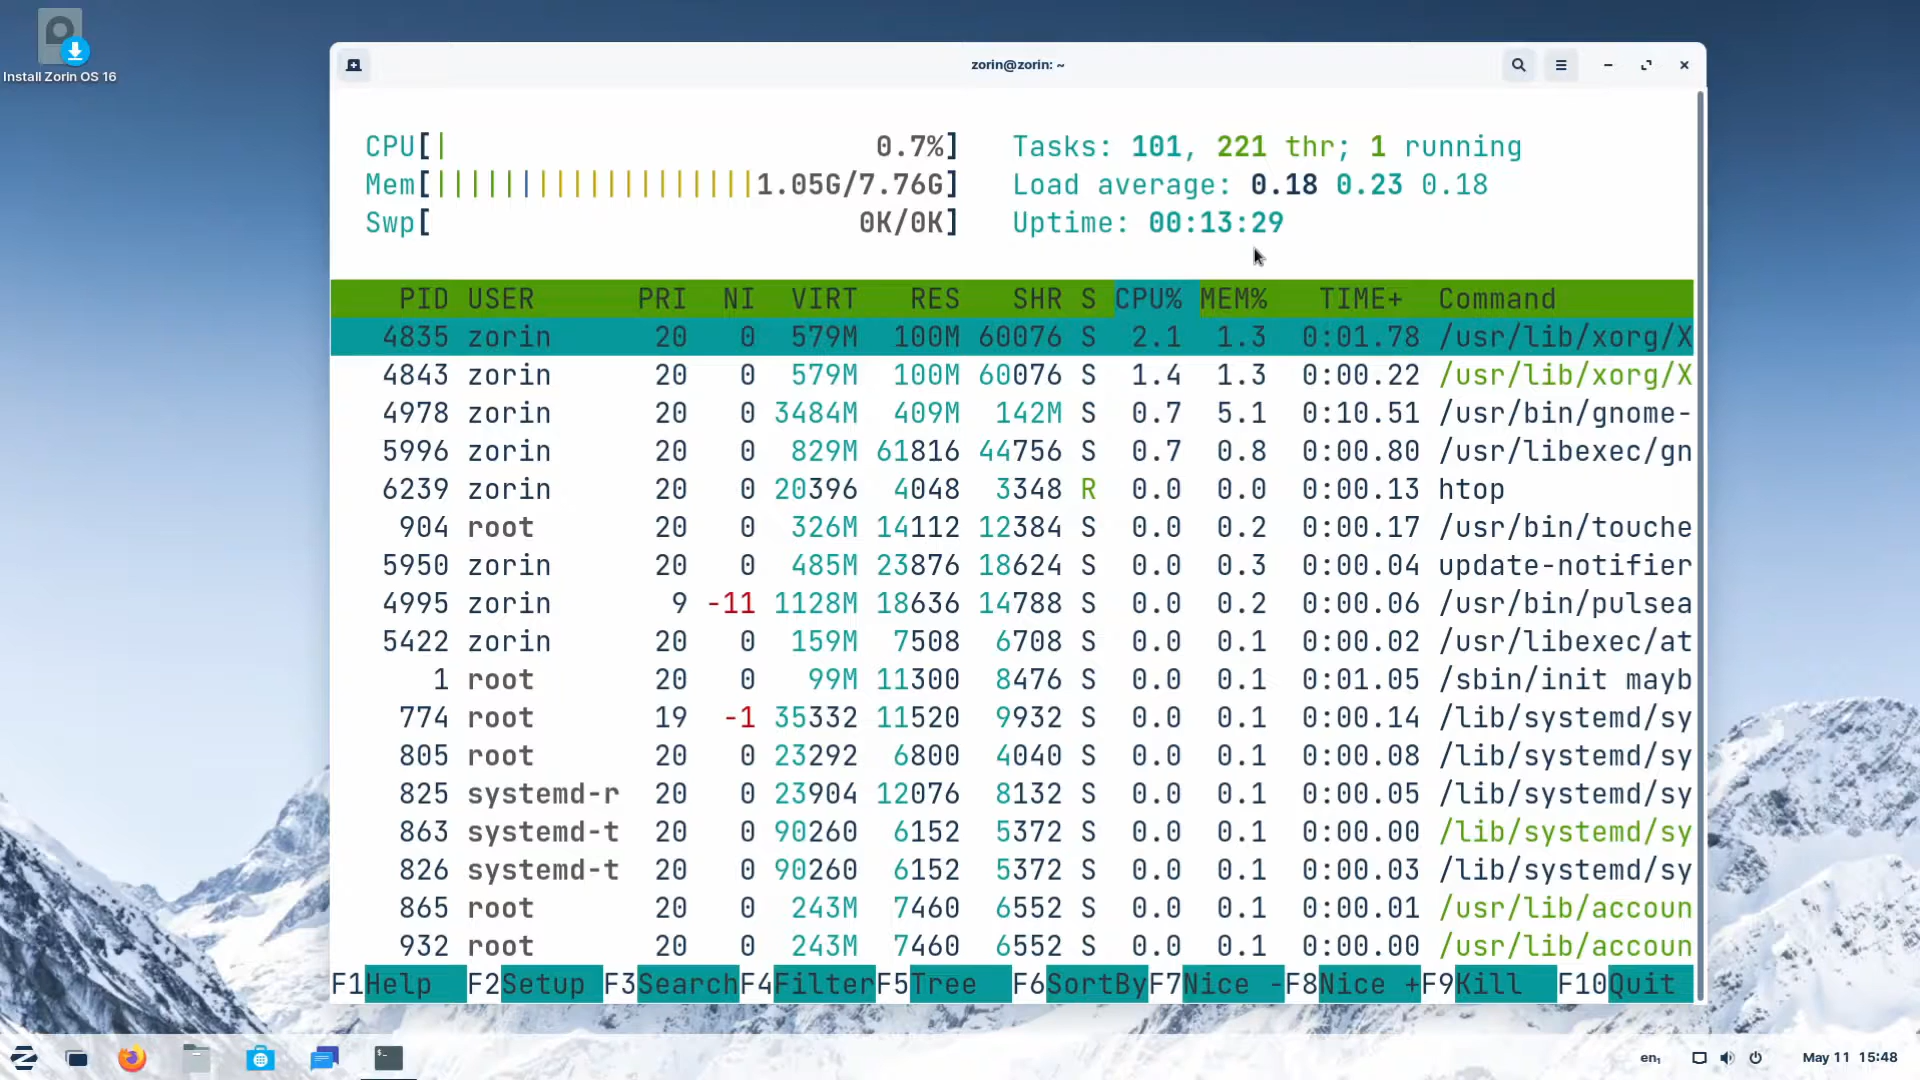 Install Zorin OS 16
zorin@zorin: ~
CPU[| 0.7%]
Mem[|||||||||||||||||||1.05G/7.76G]
Swp[ 0K/0K]
Tasks: 101, 221 thr; 1 running
Load average: 0.18 0.23 0.18
Uptime: 00:13:29
PID USER PRI NI VIRT RES SHR S CPU% MEM% TIME+ Command
4835 zorin 20 0 579M 100M 60076 S 2.1 1.3 0:01.78 /usr/lib/xorg/X
4843 zorin 20 0 579M 100M 60076 S 1.4 1.3 0:00.22 /usr/lib/xorg/X
4978 zorin 20 0 3484M 409M 142M S 0.7 5.1 0:10.51 /usr/bin/gnome-
5996 zorin 20 0 829M 61816 44756 S 0.7 0.8 0:00.80 /usr/libexec/gn
6239 zorin 20 0 20396 4048 3348 R 0.0 0.0 0:00.13 htop
904 root 20 0 326M 14112 12384 S 0.0 0.2 0:00.17 /usr/bin/touche
5950 zorin 20 0 485M 23876 18624 S 0.0 0.3 0:00.04 update-notifier
4995 zorin 9 -11 1128M 18636 14788 S 0.0 0.2 0:00.06 /usr/bin/pulsea
5422 zorin 20 0 159M 7508 6708 S 0.0 0.1 0:00.02 /usr/libexec/at
1 root 20 0 99M 11300 8476 S 0.0 0.1 0:01.05 /sbin/init mayb
774 root 19 -1 35332 11520 9932 S 0.0 0.1 0:00.14 /lib/systemd/sy
805 root 20 0 23292 6800 4040 S 0.0 0.1 0:00.08 /lib/systemd/sy
825 systemd-r 20 0 23904 12076 8132 S 0.0 0.1 0:00.05 /lib/systemd/sy
863 systemd-t 20 0 90260 6152 5372 S 0.0 0.1 0:00.00 /lib/systemd/sy
826 systemd-t 20 0 90260 6152 5372 S 0.0 0.1 0:00.03 /lib/systemd/sy
865 root 20 0 243M 7460 6552 S 0.0 0.1 0:00.01 /usr/lib/accoun
932 root 20 0 243M 7460 6552 S 0.0 0.1 0:00.00 /usr/lib/accoun
F1Help F2Setup F3SearchF4FilterF5Tree F6SortByF7Nice -F8Nice +F9Kill F10Quit
en₁ May 11 15:48